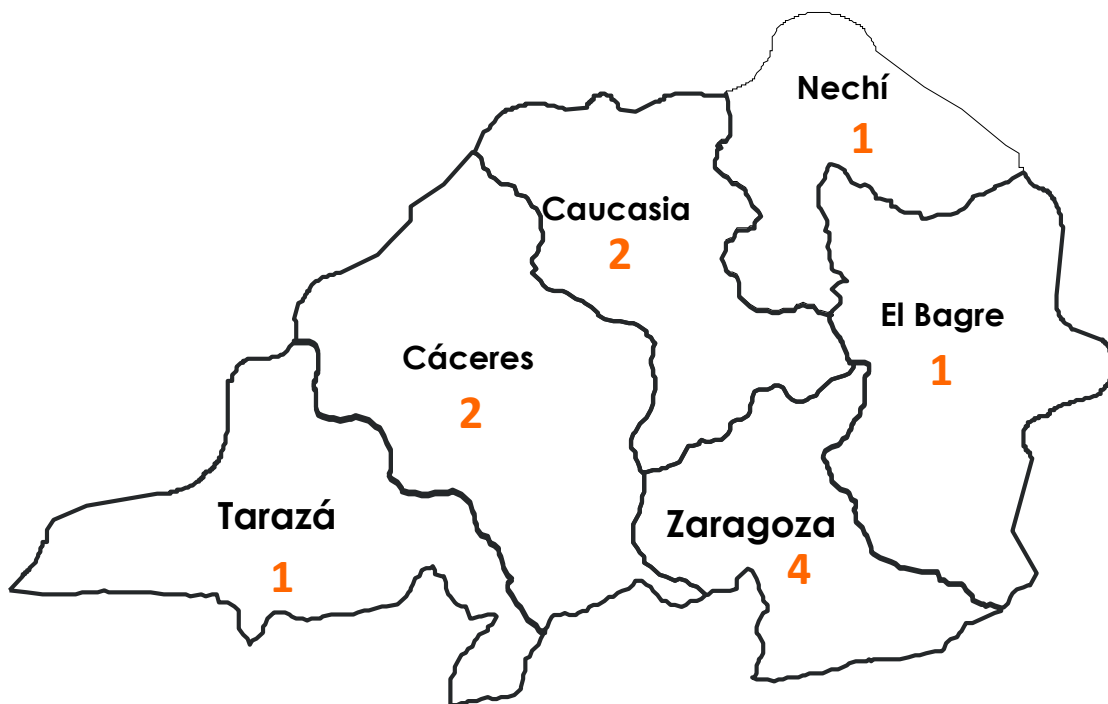 Nechí
1
Caucasia
2
El Bagre
1
Cáceres
2
Tarazá
1
Zaragoza
4